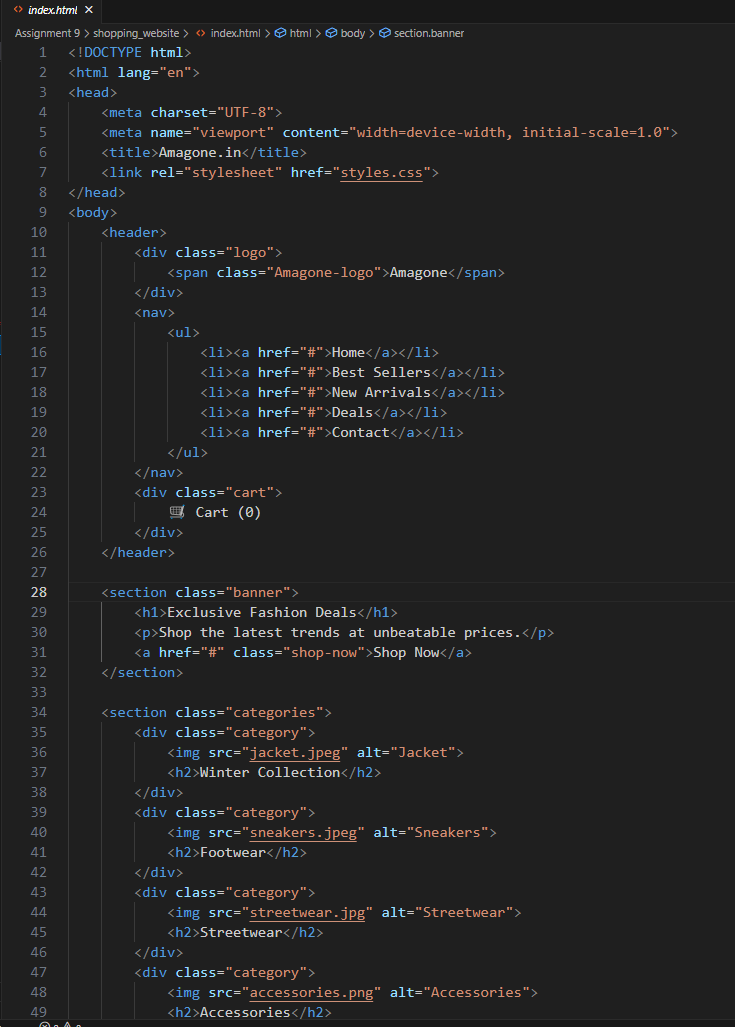 index.html
Assignment 9 > shopping_website > index.html > html > body > section.banner
1 <!DOCTYPE html>
2 <html lang="en">
3 <head>
4     <meta charset="UTF-8">
5     <meta name="viewport" content="width=device-width, initial-scale=1.0">
6     <title>Amagone.in</title>
7     <link rel="stylesheet" href="styles.css">
8 </head>
9 <body>
10     <header>
11         <div class="logo">
12             <span class="Amagone-logo">Amagone</span>
13         </div>
14         <nav>
15             <ul>
16                 <li><a href="#">Home</a></li>
17                 <li><a href="#">Best Sellers</a></li>
18                 <li><a href="#">New Arrivals</a></li>
19                 <li><a href="#">Deals</a></li>
20                 <li><a href="#">Contact</a></li>
21             </ul>
22         </nav>
23         <div class="cart">
24             🛒 Cart (0)
25         </div>
26     </header>
27
28     <section class="banner">
29         <h1>Exclusive Fashion Deals</h1>
30         <p>Shop the latest trends at unbeatable prices.</p>
31         <a href="#" class="shop-now">Shop Now</a>
32     </section>
33
34     <section class="categories">
35         <div class="category">
36             <img src="jacket.jpeg" alt="Jacket">
37             <h2>Winter Collection</h2>
38         </div>
39         <div class="category">
40             <img src="sneakers.jpeg" alt="Sneakers">
41             <h2>Footwear</h2>
42         </div>
43         <div class="category">
44             <img src="streetwear.jpg" alt="Streetwear">
45             <h2>Streetwear</h2>
46         </div>
47         <div class="category">
48             <img src="accessories.png" alt="Accessories">
49             <h2>Accessories</h2>